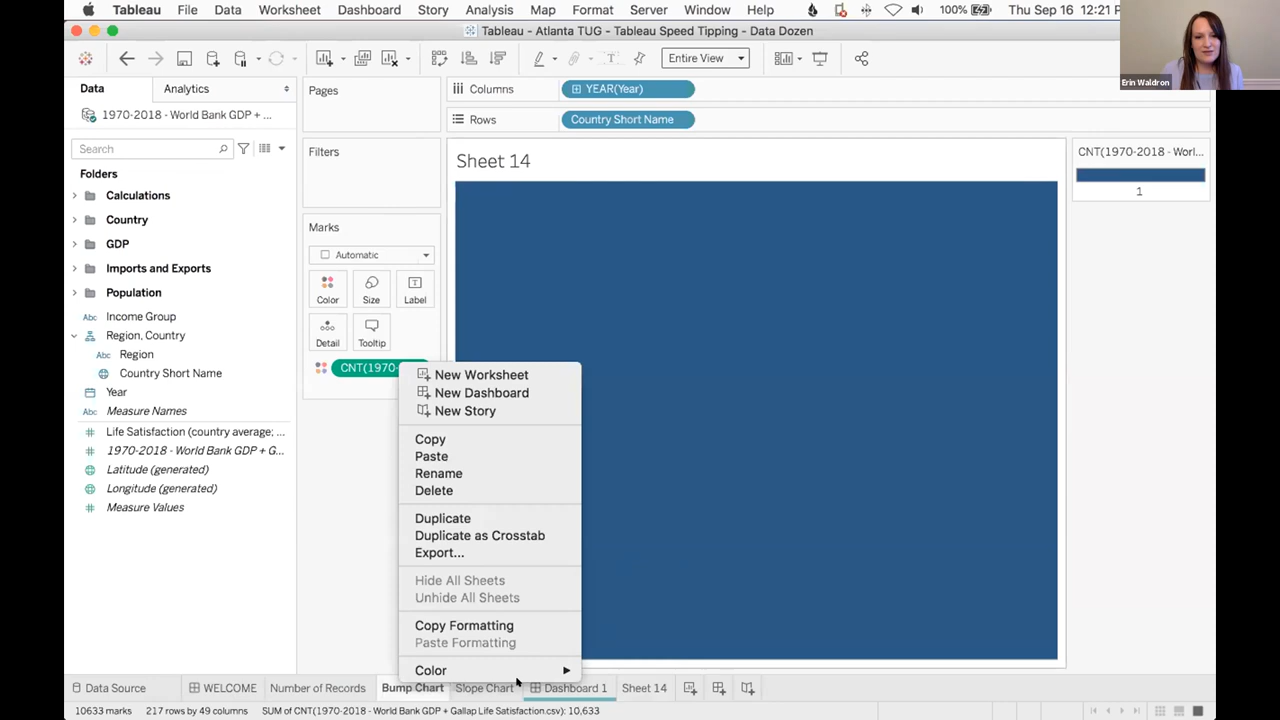 Tableau File Data Worksheet Dashboard Story Analysis Map Format Server Window Help 100% Thu Sep 16 12:21 P
Tableau - Atlanta TUG - Tableau Speed Tipping - Data Dozen
Entire View
Erin Waldron
Data Analytics
1970-2018 - World Bank GDP + ...
Search
Folders
Calculations
Country
GDP
Imports and Exports
Population
Abc Income Group
Region, Country
Abc Region
Country Short Name
Year
Abc Measure Names
Life Satisfaction (country average; ...
1970-2018 - World Bank GDP + G...
Latitude (generated)
Longitude (generated)
Measure Values
Pages
Filters
Marks
Automatic
Color Size Label
Detail Tooltip
CNT(1970-
Columns YEAR(Year)
Rows Country Short Name
Sheet 14
CNT(1970-2018 - Worl...
1
New Worksheet
New Dashboard
New Story
Copy
Paste
Rename
Delete
Duplicate
Duplicate as Crosstab
Export...
Hide All Sheets
Unhide All Sheets
Copy Formatting
Paste Formatting
Color
Data Source WELCOME Number of Records Bump Chart Slope Chart Dashboard 1 Sheet 14
10633 marks 217 rows by 49 columns SUM of CNT(1970-2018 - World Bank GDP + Gallap Life Satisfaction.csv): 10,633